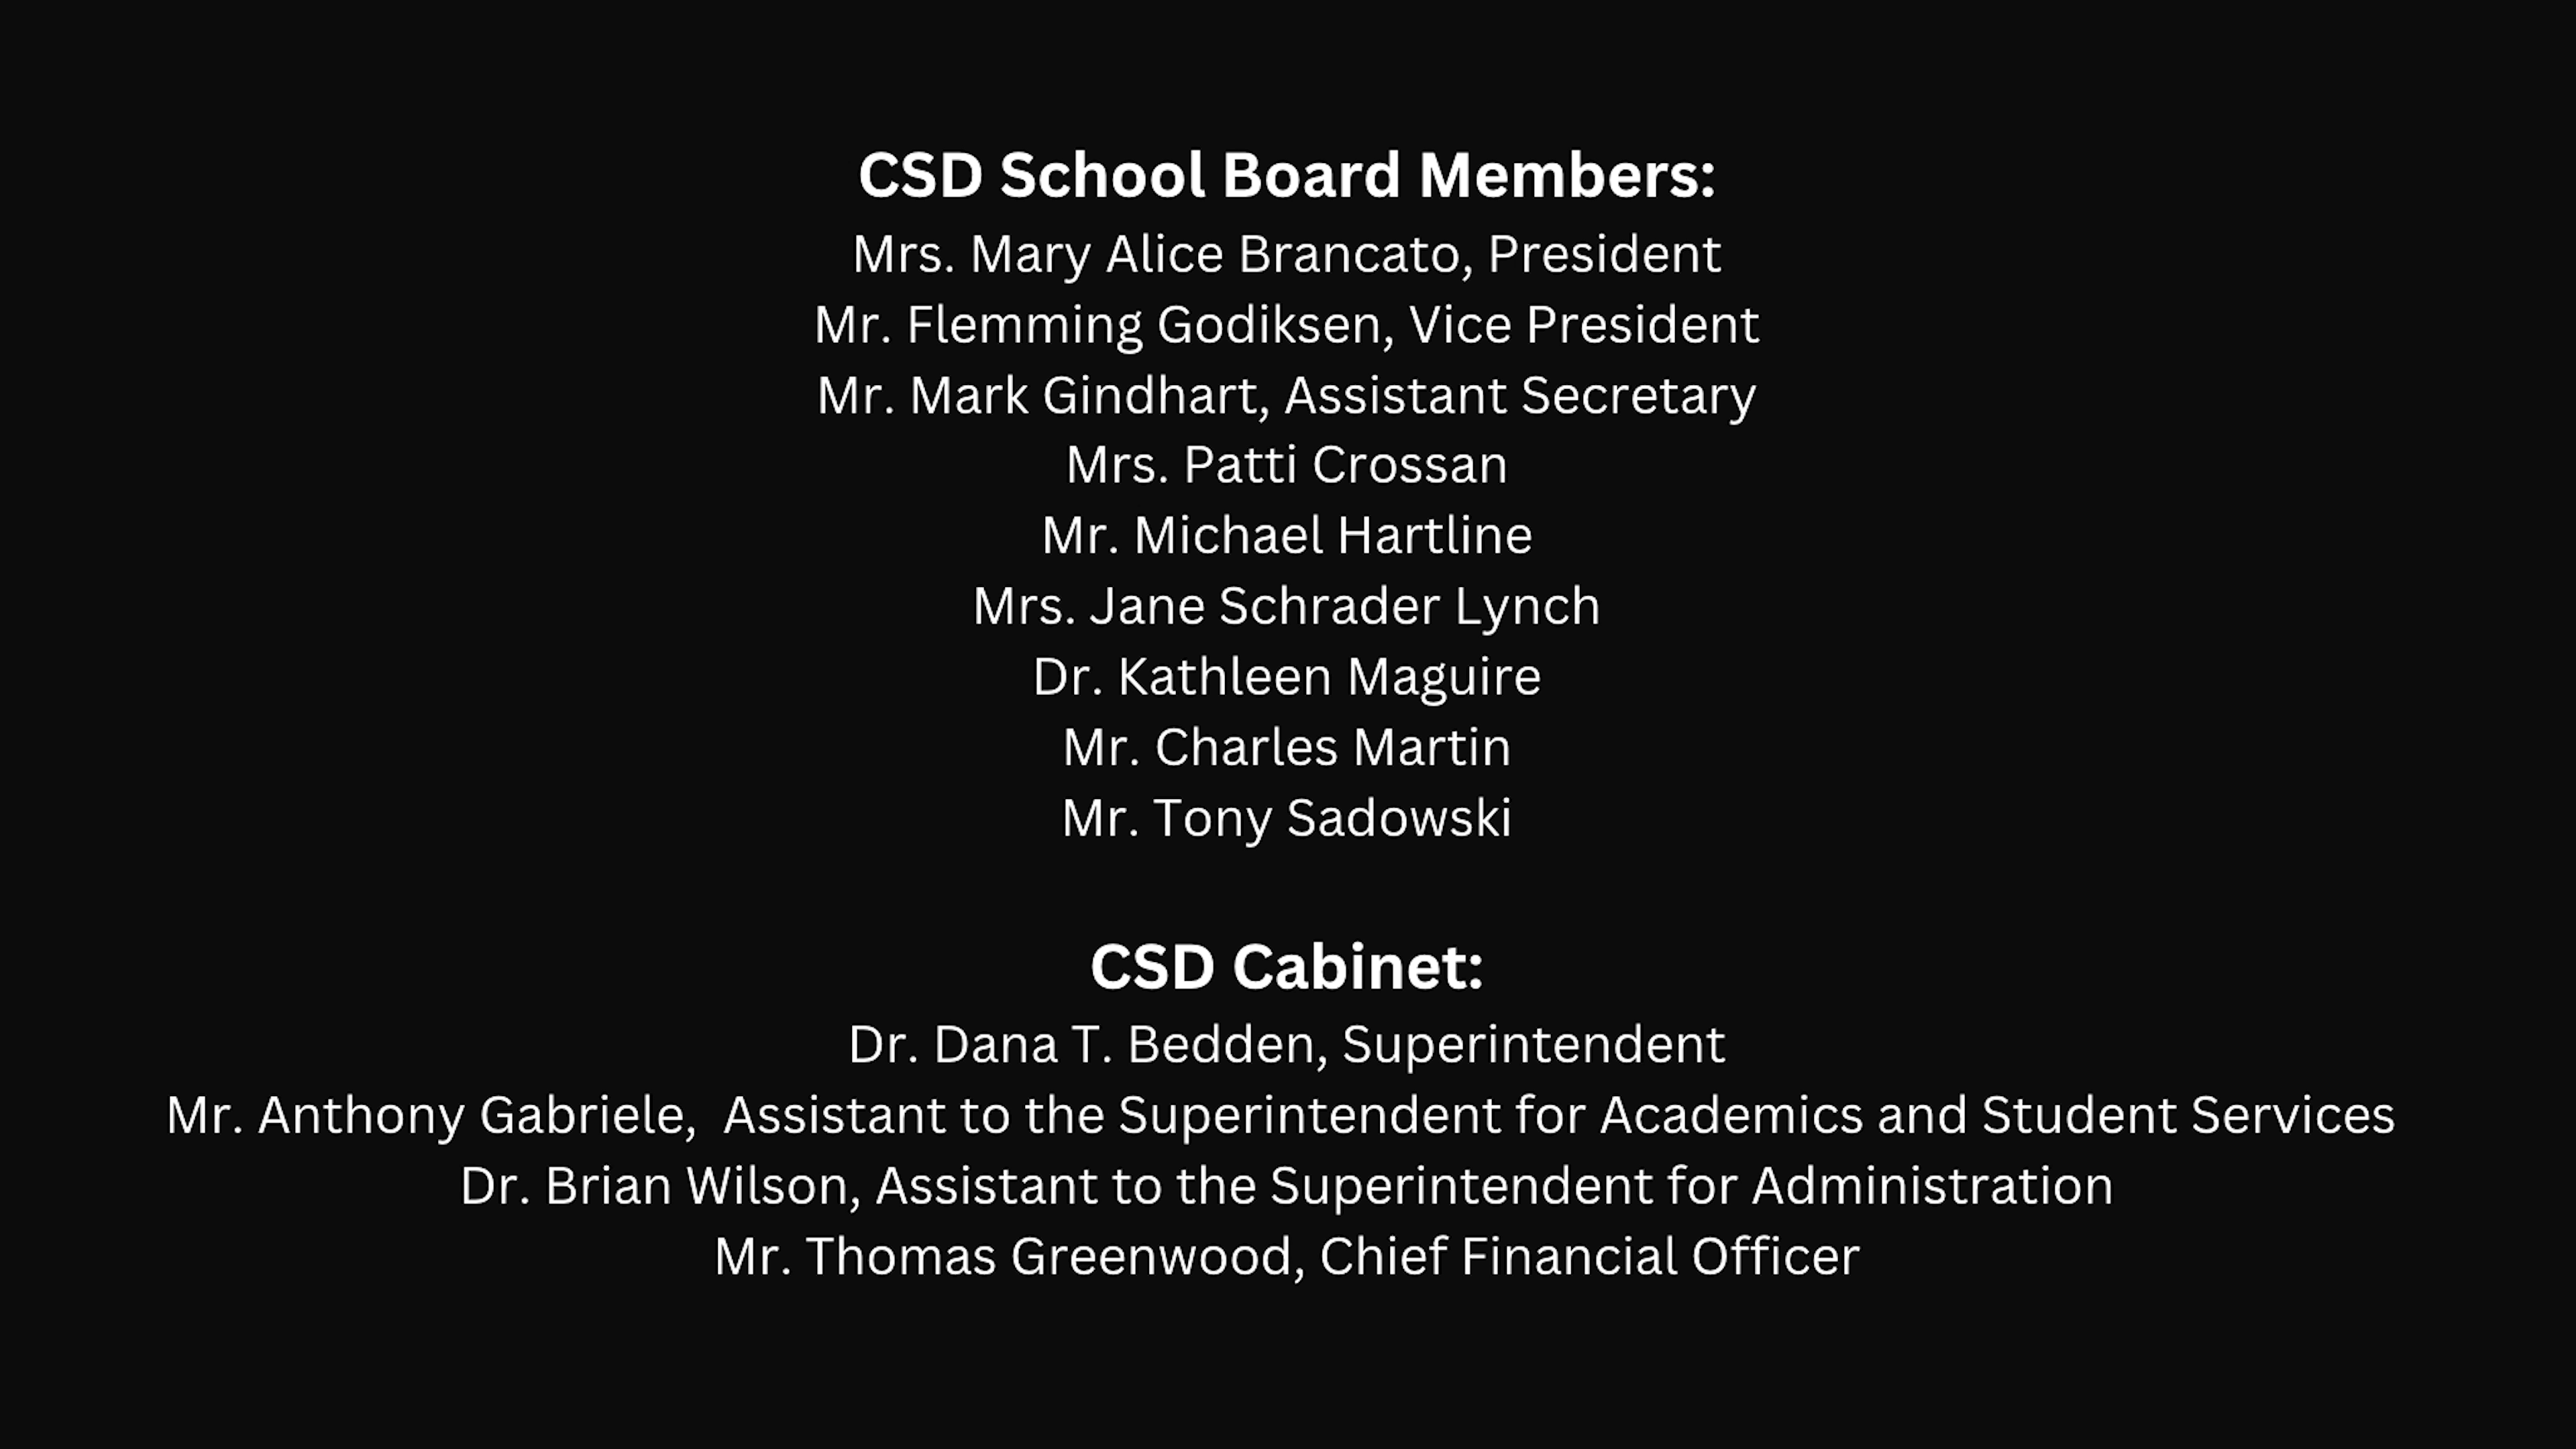 CSD School Board Members:
Mrs. Mary Alice Brancato, President
Mr. Flemming Godiksen, Vice President
Mr. Mark Gindhart, Assistant Secretary
Mrs. Patti Crossan
Mr. Michael Hartline
Mrs. Jane Schrader Lynch
Dr. Kathleen Maguire
Mr. Charles Martin
Mr. Tony Sadowski
CSD Cabinet:
Dr. Dana T. Bedden, Superintendent
Mr. Anthony Gabriele,  Assistant to the Superintendent for Academics and Student Services
Dr. Brian Wilson, Assistant to the Superintendent for Administration
Mr. Thomas Greenwood, Chief Financial Officer